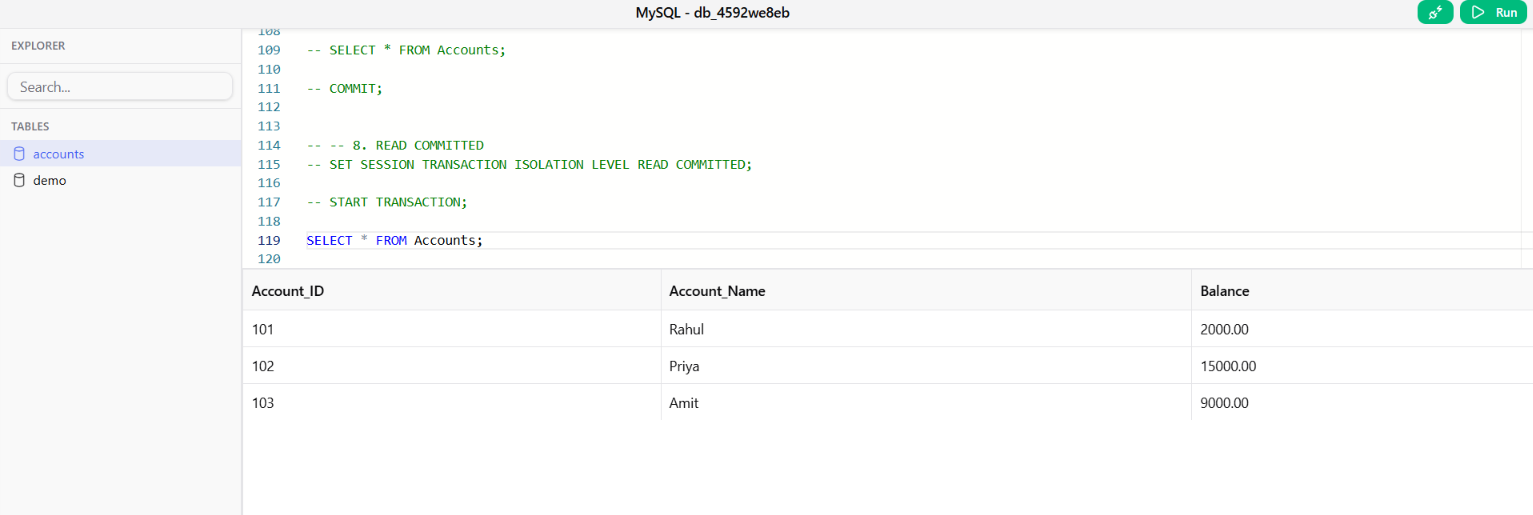 MySQL - db_4592we8eb
Run
EXPLORER
Search...
TABLES
accounts
demo
108
109 -- SELECT * FROM Accounts;
110
111 -- COMMIT;
112
113
114 -- -- 8. READ COMMITTED
115 -- SET SESSION TRANSACTION ISOLATION LEVEL READ COMMITTED;
116
117 -- START TRANSACTION;
118
119 SELECT * FROM Accounts;
120
Account_ID Account_Name Balance
101 Rahul 2000.00
102 Priya 15000.00
103 Amit 9000.00